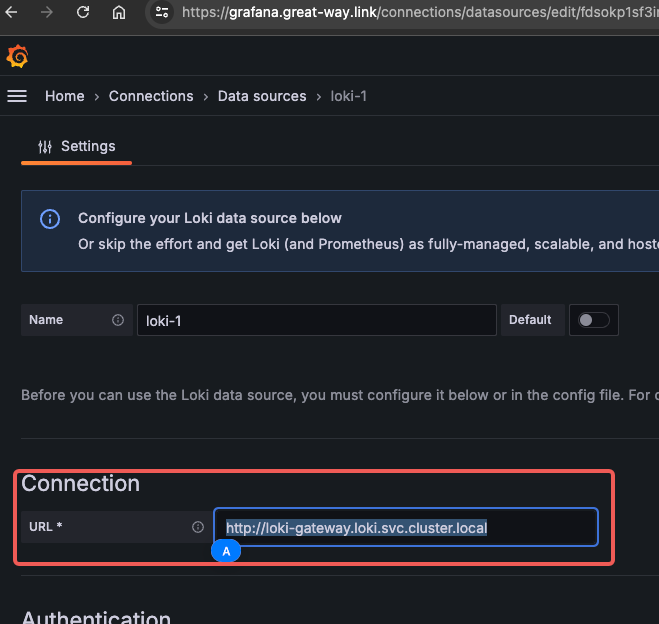 https://grafana.great-way.link/connections/datasources/edit/fdsokp1sf3i
Home › Connections › Data sources › loki-1
Settings
Configure your Loki data source below
Or skip the effort and get Loki (and Prometheus) as fully-managed, scalable, and hoste
Name
loki-1
Default
Before you can use the Loki data source, you must configure it below or in the config file. For
Connection
URL *
http://loki-gateway.loki.svc.cluster.local
A
Authentication